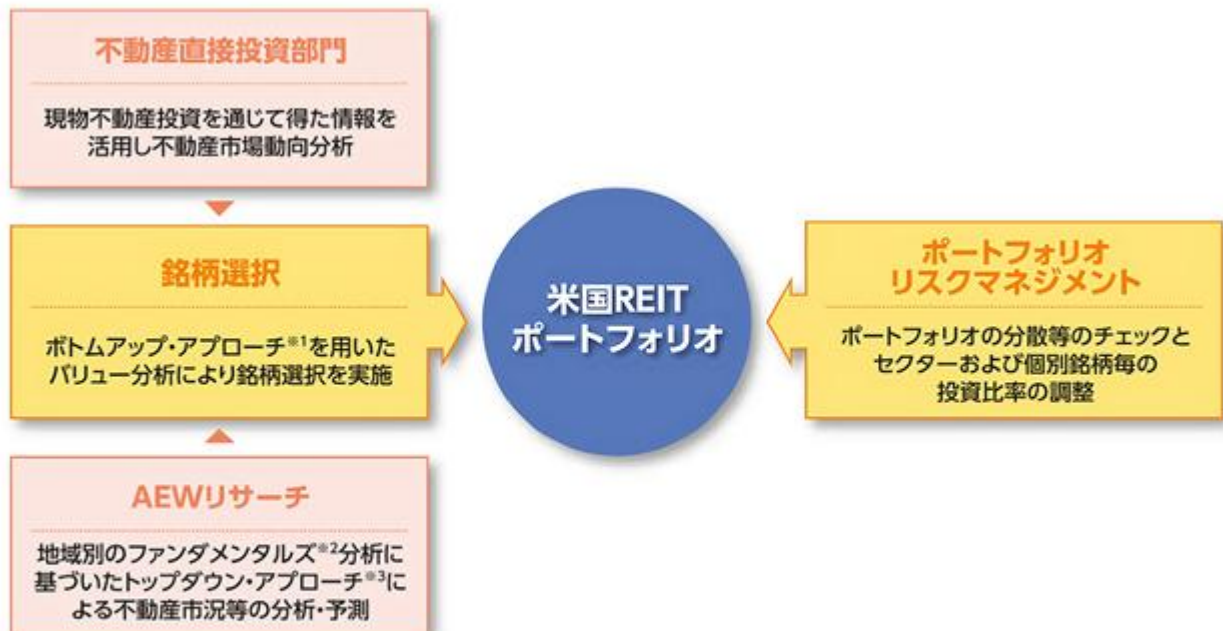 不動産直接投資部門
現物不動産投資を通じて得た情報を
活用し不動産市場動向分析
銘柄選択
ボトムアップ・アプローチ※1を用いた
バリュー分析により銘柄選択を実施
AEWリサーチ
地域別のファンダメンタルズ※2分析に
基づいたトップダウン・アプローチ※3に
よる不動産市況等の分析・予測
米国REIT
ポートフォリオ
ポートフォリオ
リスクマネジメント
ポートフォリオの分散等のチェックと
セクターおよび個別銘柄毎の
投資比率の調整